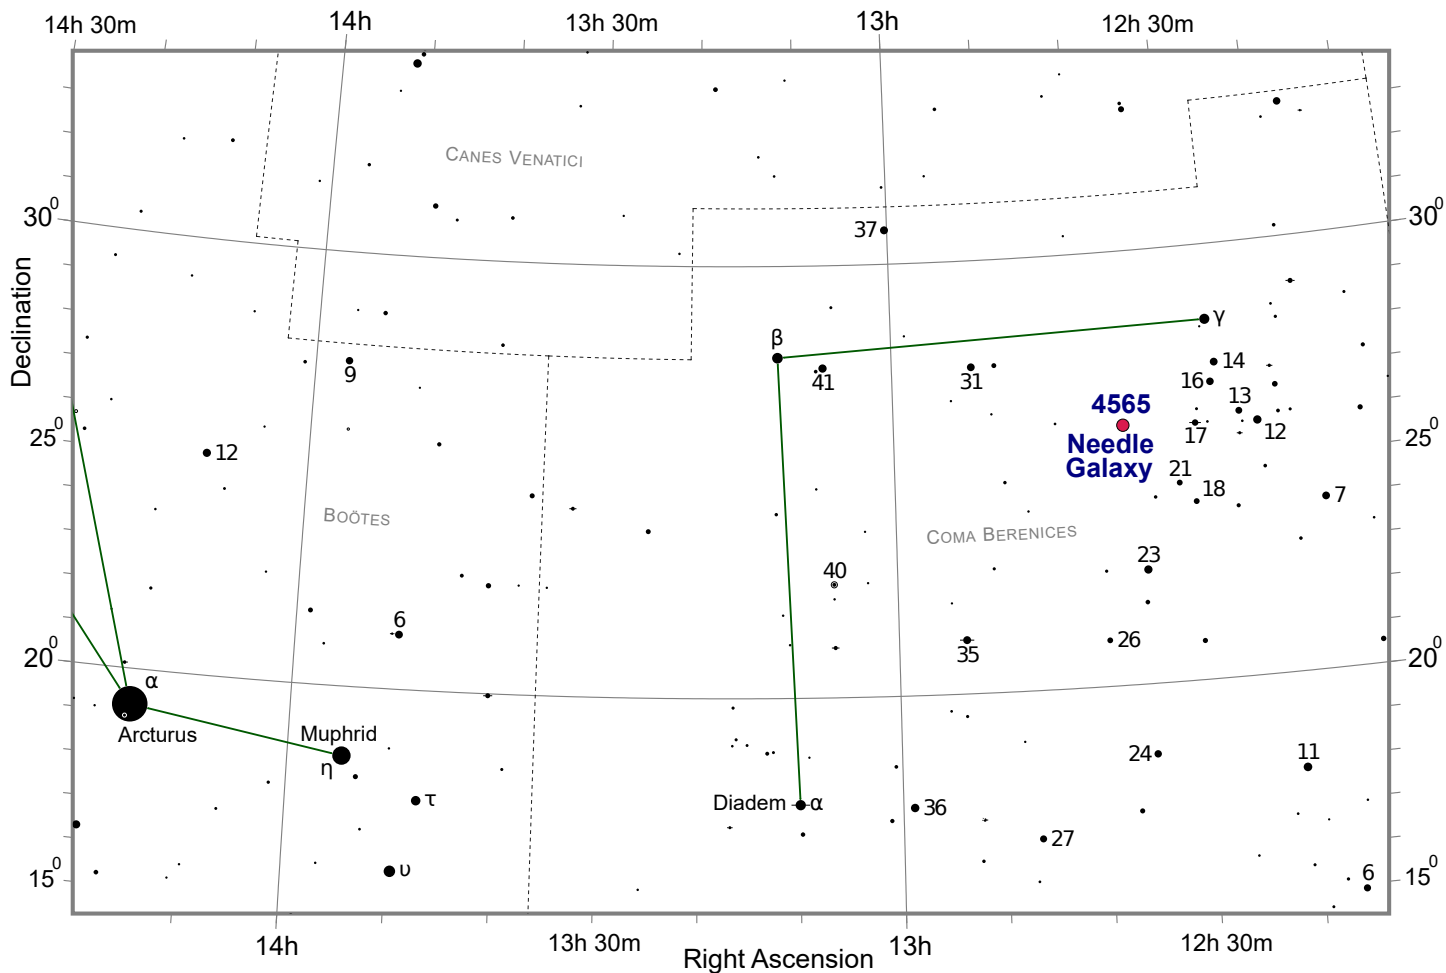 14h 30m
14h
13h 30m
13h
12h 30m
CANES VENATICI
30⁰
37
30⁰
γ
β
14
9
41
31
16
13
4565
12
17
Needle
Galaxy
25⁰
12
21
18
7
25⁰
BOÖTES
COMA BERENICES
23
40
6
26
35
20⁰
20⁰
α
Arcturus
Muphrid
η
24
11
τ
Diadem
α
36
27
υ
6
15⁰
15⁰
14h
13h 30m
13h
12h 30m
Right Ascension
Declination